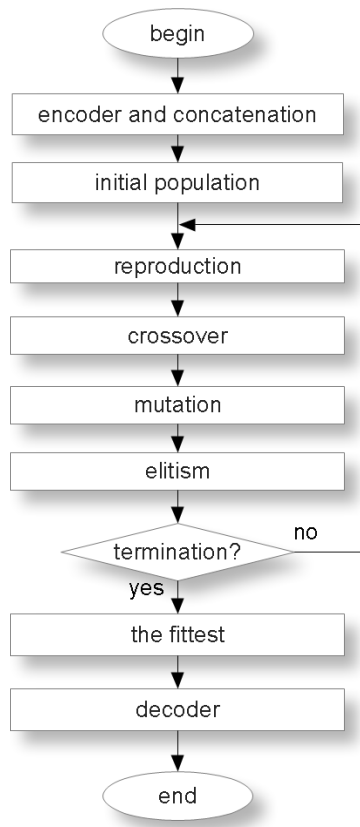 begin
encoder and concatenation
initial population
reproduction
crossover
mutation
elitism
termination?
no
yes
the fittest
decoder
end